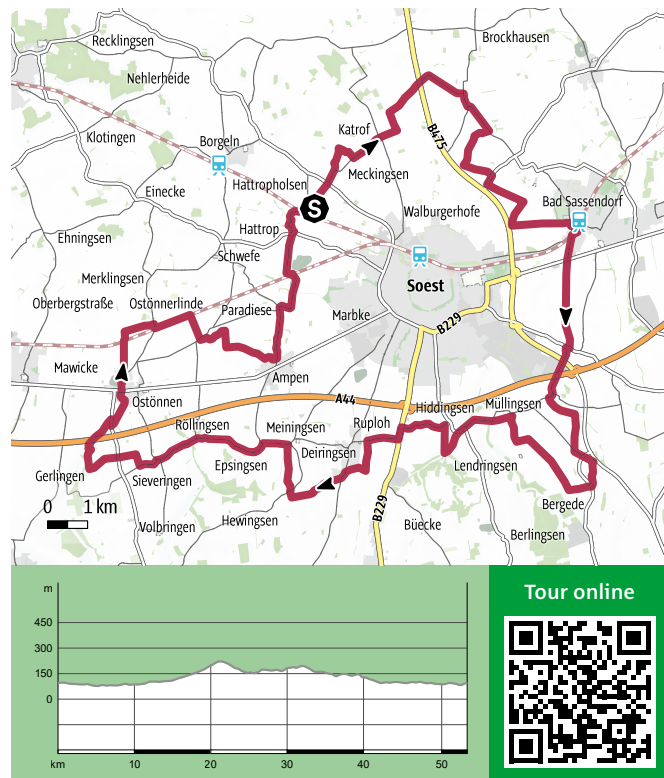 Recklingsen
Brockhausen
Nehlerheide
Klotingen
Borgeln
Katrof
B475
Meckingsen
Einecke
Hattropholsen
S
Bad Sassendorf
Walburgerhofe
Hattrop
Ehningsen
Schwefe
Merklingsen
Soest
Oberbergstraße
Ostönnerlinde
Paradiese
Marbke
B229
Mawicke
Ampen
Ostönnen
A44
Hiddingsen
Müllingsen
Röllingsen
Meiningsen
Ruploh
Deiringsen
Epsingsen
Lendringsen
Gerlingen
Sieveringen
Bergede
0 1 km
B229
Hewingsen
Büecke
Volbringen
Berlingsen
Tour online
m
450
300
150
0
km 10 20 30 40 50